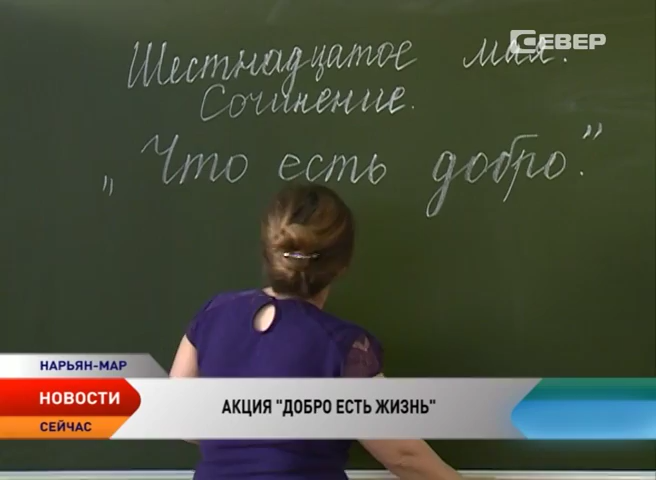 СЕВЕР
Шестнадцатое мая.
Сочинение.
„Что есть добро.”
НАРЬЯН-МАР
НОВОСТИ
СЕЙЧАС
АКЦИЯ "ДОБРО ЕСТЬ ЖИЗНЬ"